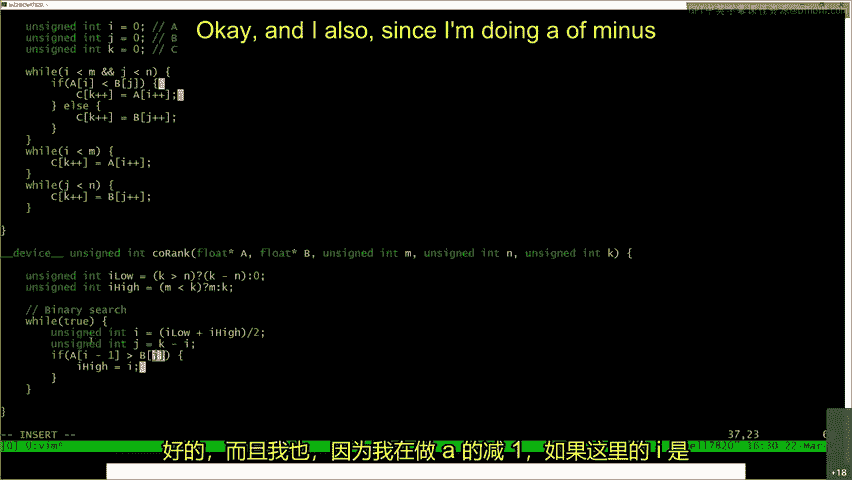 Okay, and I also, since I'm doing a of minus
unsigned int i = 0; // A
unsigned int j = 0; // B
unsigned int k = 0; // C
while(i < m && j < n) {
if(A[i] < B[j]) {
C[k++] = A[i++];
} else {
C[k++] = B[j++];
}
}
while(i < m) {
C[k++] = A[i++];
}
while(j < n) {
C[k++] = B[j++];
}
}
__device__ unsigned int coRank(float* A, float* B, unsigned int m, unsigned int n, unsigned int k) {
unsigned int iLow = (k > n)?(k - n):0;
unsigned int iHigh = (m < k)?m:k;
// Binary search
while(true) {
unsigned int i = (iLow + iHigh)/2;
unsigned int j = k - i;
if(A[i - 1] > B[j]) {
iHigh = i;
}
}
}
-- INSERT --
37,23
好的，而且我也，因为我在做 a 的减 1，如果这里的 i 是
+18